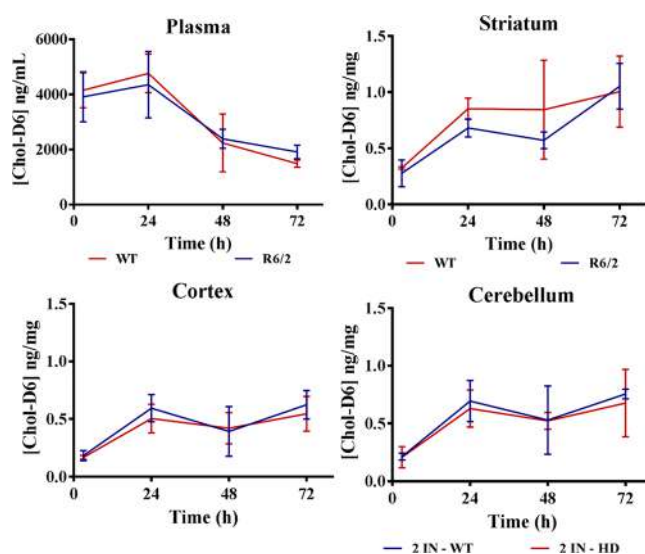 Plasma
[Chol-D6] ng/mL
6000
4000
2000
0
0 24 48 72
Time (h)
WT R6/2
Striatum
[Chol-D6] ng/mg
1.5
1.0
0.5
0.0
0 24 48 72
Time (h)
WT R6/2
Cortex
[Chol-D6] ng/mg
1.5
1.0
0.5
0.0
0 24 48 72
Time (h)
Cerebellum
[Chol-D6] ng/mg
1.5
1.0
0.5
0.0
0 24 48 72
Time (h)
2 IN - WT 2 IN - HD